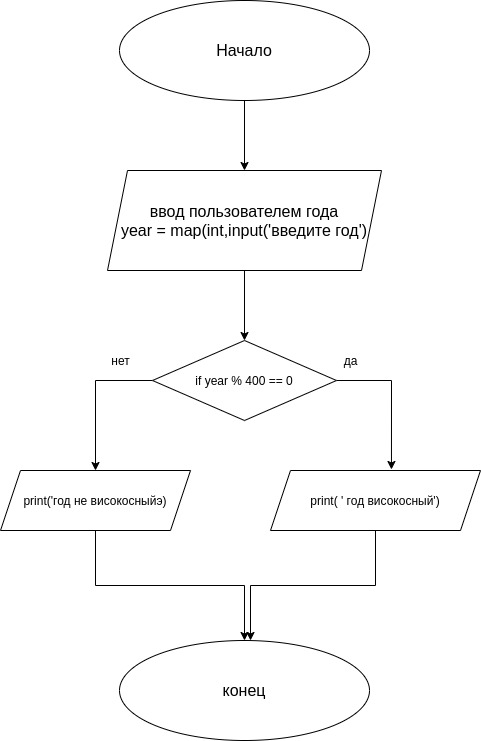 Начало
ввод пользователем года
year = map(int,input('введите год')
нет
да
if year % 400 == 0
print('год не високосныйэ)
print( ' год високосный')
конец